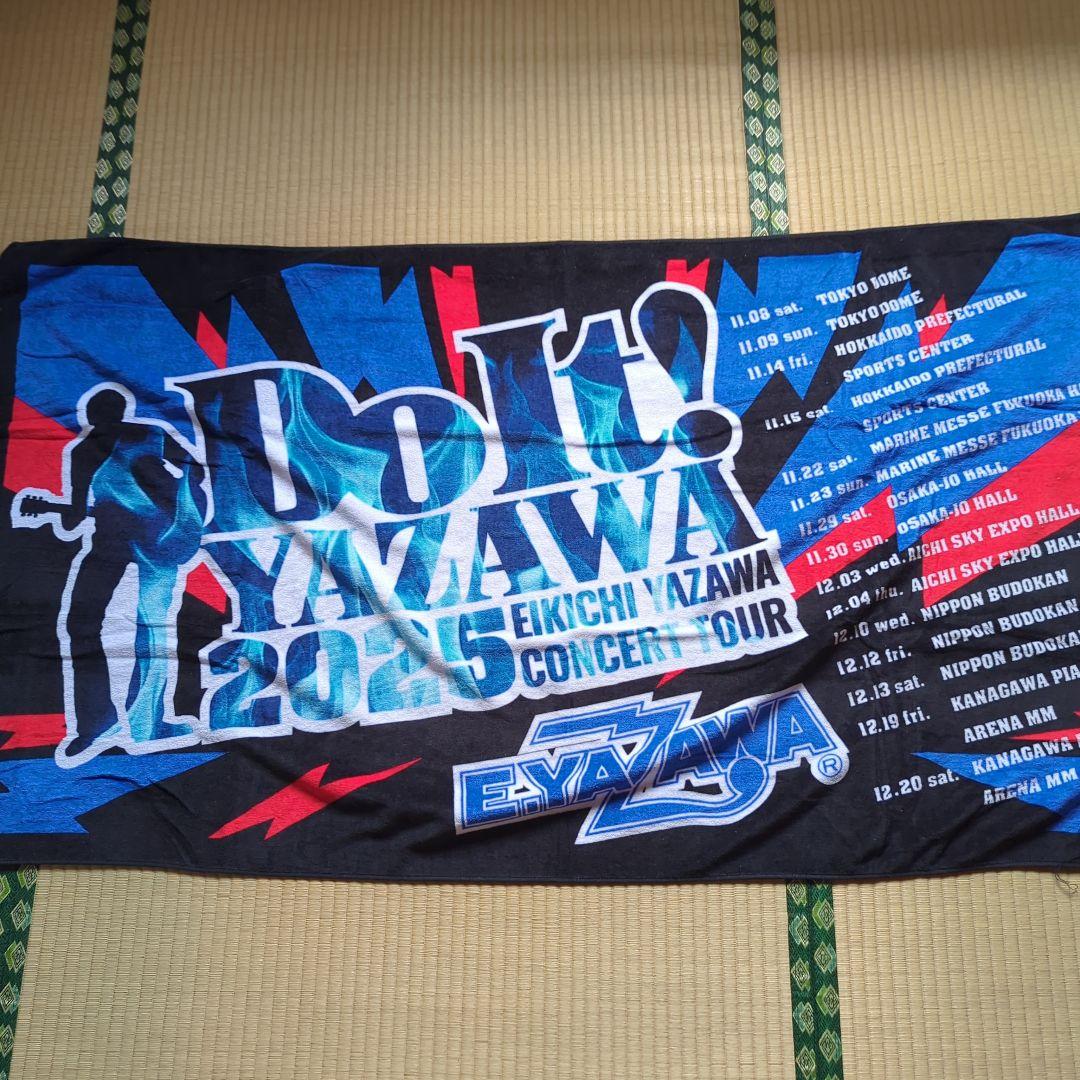 Do It!
YAZAWA
2025
EIKICHI YAZAWA
CONCERT TOUR
E.YAZAWA ®
11.08 sat. TOKYO DOME
11.09 sun. TOKYO DOME
11.14 fri. HOKKAIDO PREFECTURAL
SPORTS CENTER
11.15 sat. HOKKAIDO PREFECTURAL
SPORTS CENTER
11.22 sat. MARINE MESSE FUKUOKA
11.23 sun. MARINE MESSE FUKUOKA
11.29 sat. OSAKA-JO HALL
11.30 sun. OSAKA-JO HALL
12.03 wed. AICHI SKY EXPO HALL
12.04 thu. AICHI SKY EXPO HALL
12.10 wed. NIPPON BUDOKAN
12.12 fri. NIPPON BUDOKAN
12.13 sat. NIPPON BUDOKAN
12.19 fri. KANAGAWA PIA
ARENA MM
12.20 sat. KANAGAWA
ARENA MM